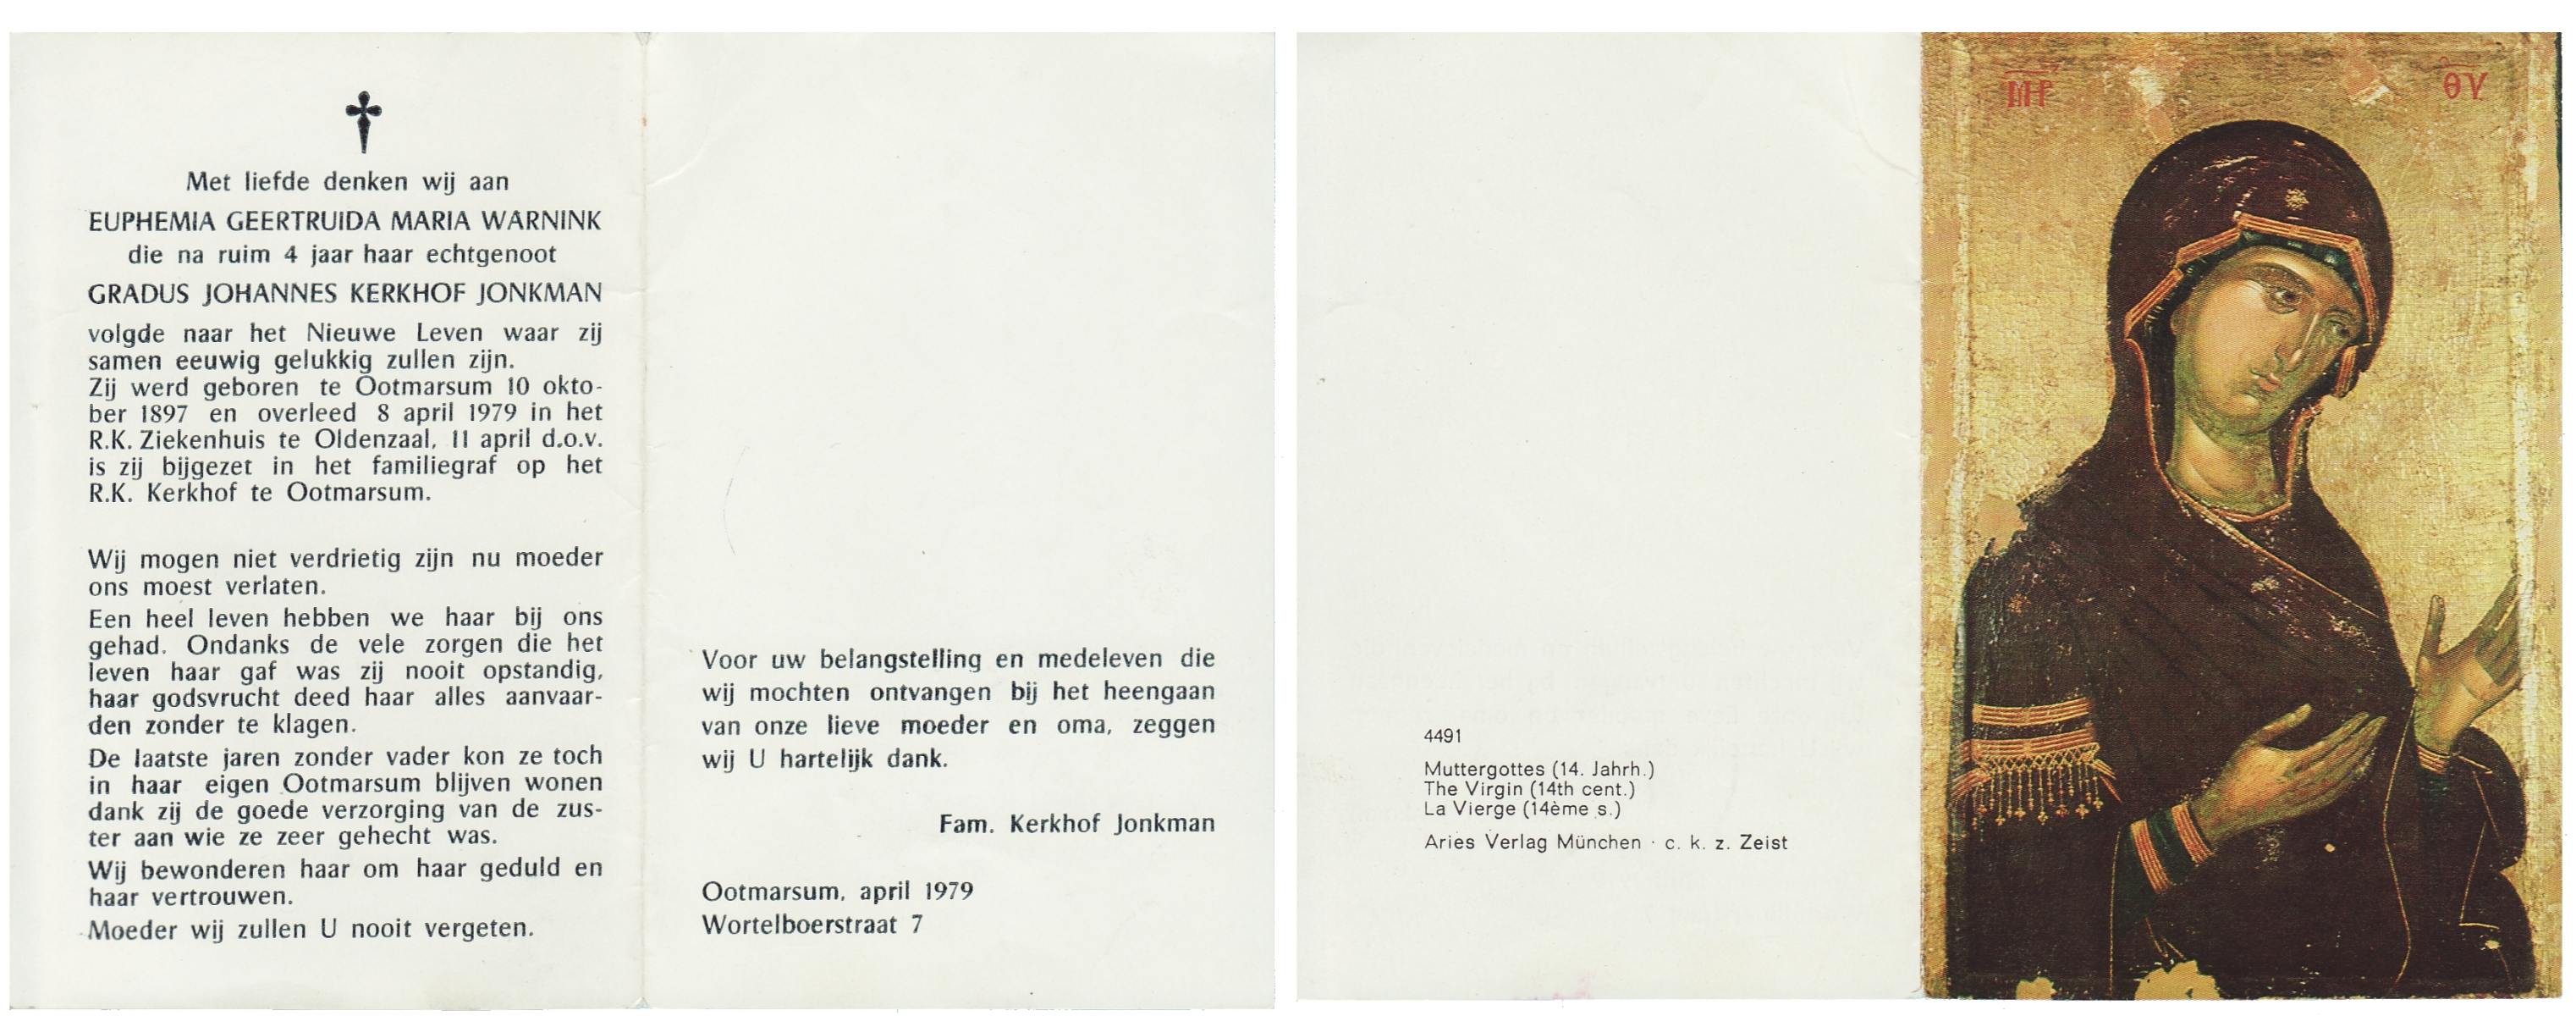 Met liefde denken wij aan
EUPHEMIA GEERTRUIDA MARIA WARNINK
die na ruim 4 jaar haar echtgenoot
GRADUS JOHANNES KERKHOF JONKMAN
volgde naar het Nieuwe Leven waar zij
samen eeuwig gelukkig zullen zijn.
Zij werd geboren te Ootmarsum 10 okto-
ber 1897 en overleed 8 april 1979 in het
R.K. Ziekenhuis te Oldenzaal, 11 april d.o.v.
is zij bijgezet in het familiegraf op het
R.K. Kerkhof te Ootmarsum.
Wij mogen niet verdrietig zijn nu moeder
ons moest verlaten.
Een heel leven hebben we haar bij ons
gehad. Ondanks de vele zorgen die het
leven haar gaf was zij nooit opstandig,
haar godsvrucht deed haar alles aanvaar-
den zonder te klagen.
De laatste jaren zonder vader kon ze toch
in haar eigen Ootmarsum blijven wonen
dank zij de goede verzorging van de zus-
ter aan wie ze zeer gehecht was.
Wij bewonderen haar om haar geduld en
haar vertrouwen.
Moeder wij zullen U nooit vergeten.
Voor uw belangstelling en medeleven die
wij mochten ontvangen bij het heengaan
van onze lieve moeder en oma, zeggen
wij U hartelijk dank.
Fam. Kerkhof Jonkman
Ootmarsum, april 1979
Wortelboerstraat 7
4491
Muttergottes (14. Jahrh.)
The Virgin (14th cent.)
La Vierge (14ème s.)
Aries Verlag München · c. k. z. Zeist
ΜΗΡ ΘΥ